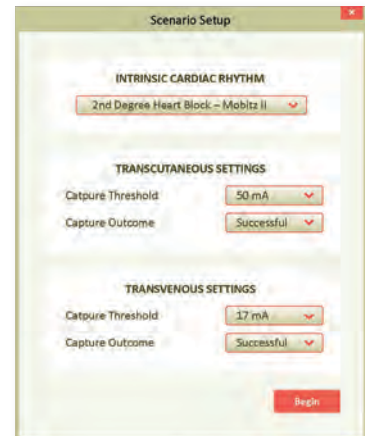 Scenario Setup
×
INTRINSIC CARDIAC RHYTHM
2nd Degree Heart Block – Mobitz II
TRANSCUTANEOUS SETTINGS
Catpure Threshold 50 mA
Capture Outcome Successful
TRANSVENOUS SETTINGS
Catpure Threshold 17 mA
Capture Outcome Successful
Begin